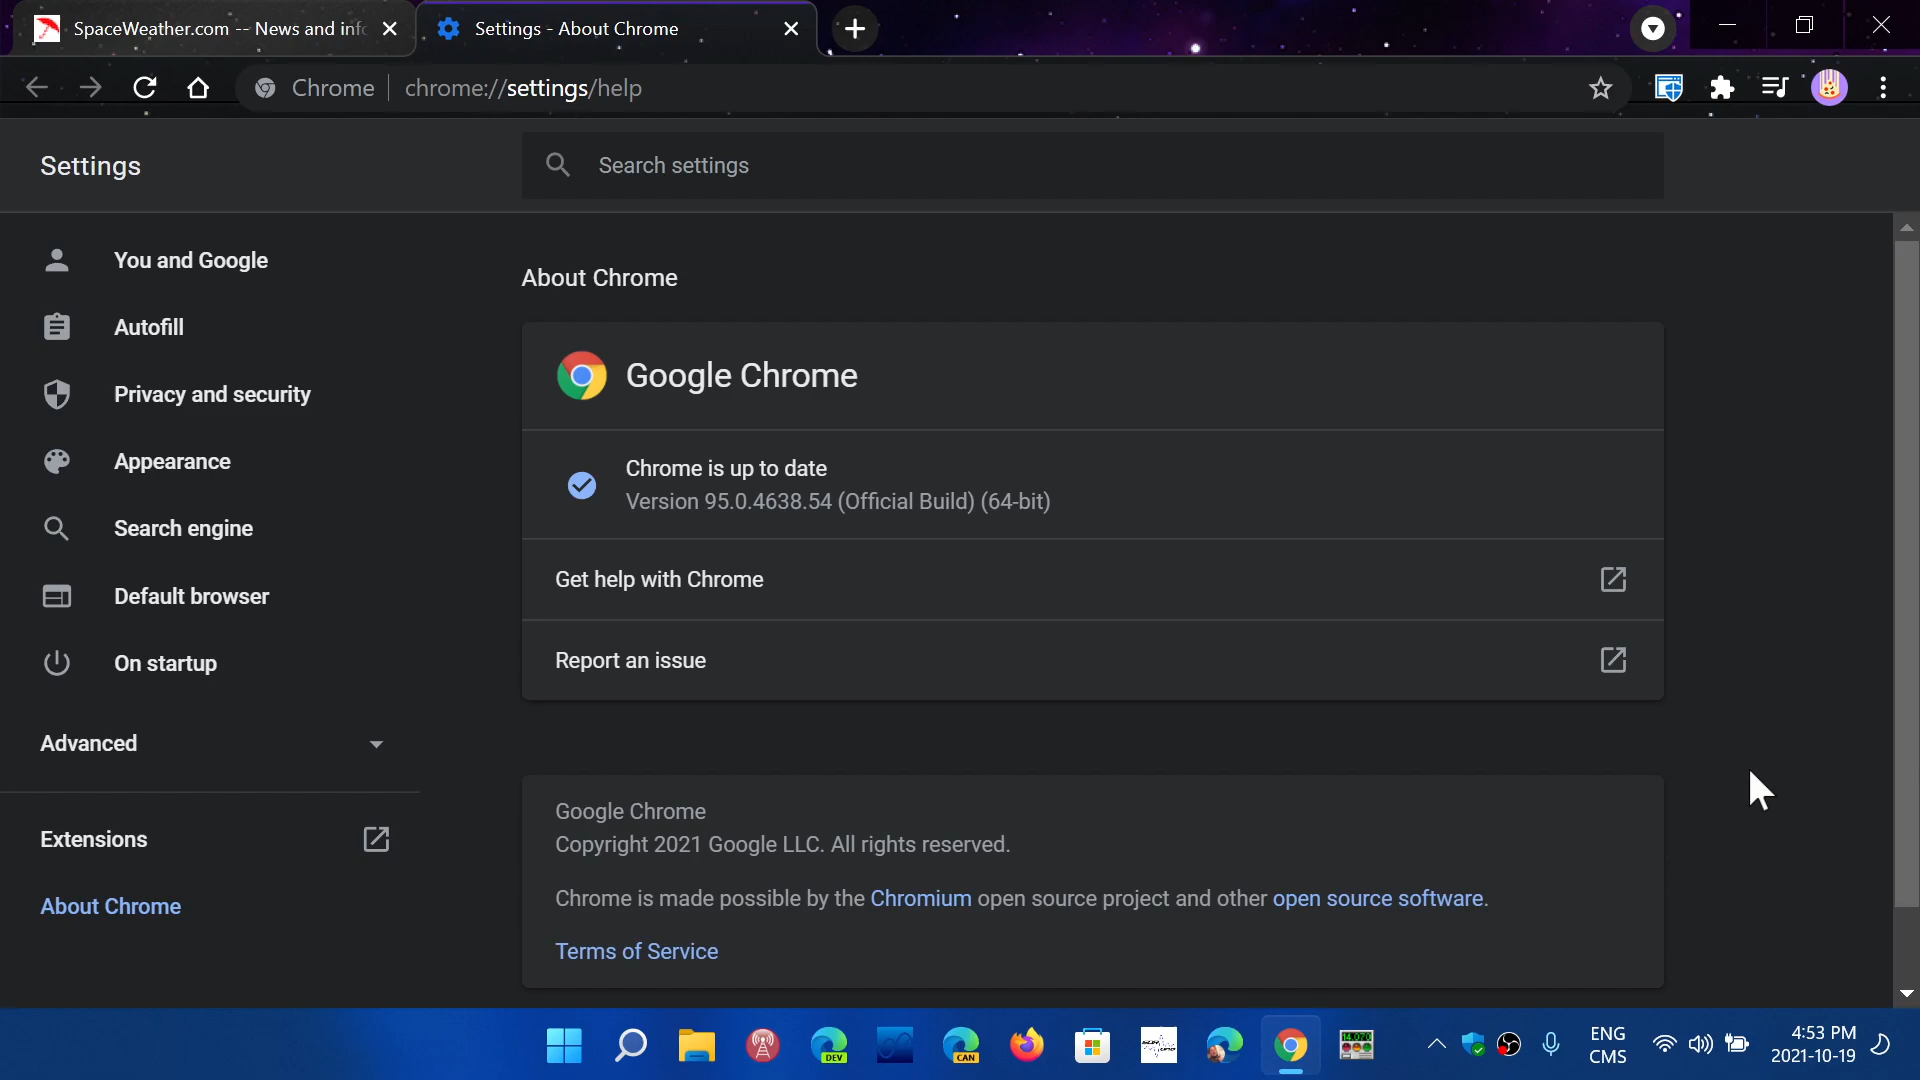 SpaceWeather.com -- News and inf
Settings - About Chrome
Chrome
chrome://settings/help
Settings
Search settings
You and Google
Autofill
Privacy and security
Appearance
Search engine
Default browser
On startup
Advanced
Extensions
About Chrome
About Chrome
Google Chrome
Chrome is up to date
Version 95.0.4638.54 (Official Build) (64-bit)
Get help with Chrome
Report an issue
Google Chrome
Copyright 2021 Google LLC. All rights reserved.
Chrome is made possible by the Chromium open source project and other open source software.
Terms of Service
DEV
CAN
ENG
CMS
4:53 PM
2021-10-19